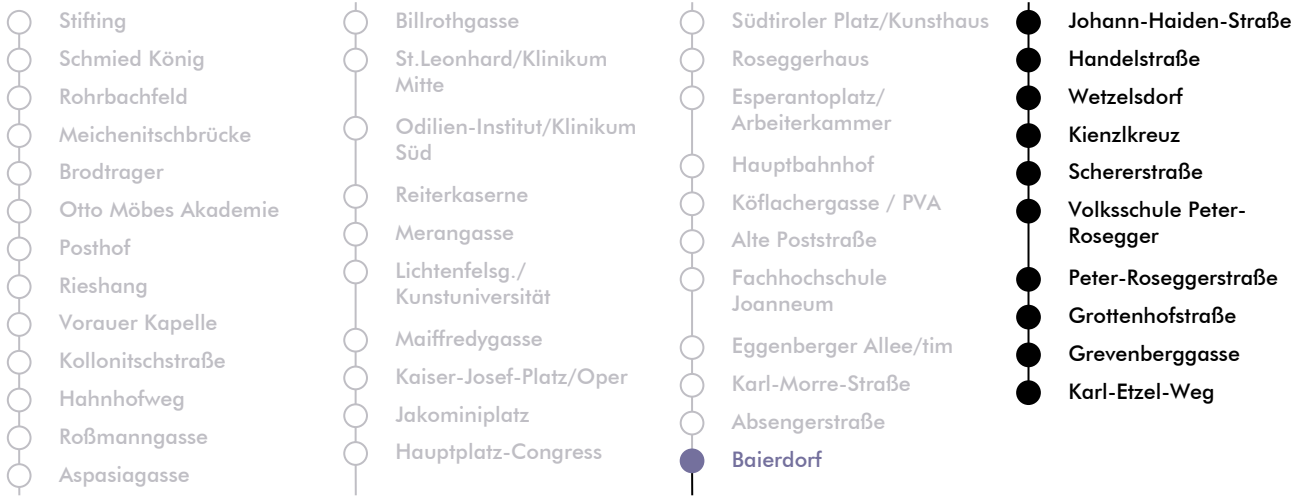 Stifting
Schmied König
Rohrbachfeld
Meichenitschbrücke
Brodtrager
Otto Möbes Akademie
Posthof
Rieshang
Vorauer Kapelle
Kollonitschstraße
Hahnhofweg
Roßmanngasse
Aspasiagasse
Billrothgasse
St.Leonhard/Klinikum
Mitte
Odilien-Institut/Klinikum
Süd
Reiterkaserne
Merangasse
Lichtenfelsg./
Kunstuniversität
Maiffredygasse
Kaiser-Josef-Platz/Oper
Jakominiplatz
Hauptplatz-Congress
Südtiroler Platz/Kunsthaus
Roseggerhaus
Esperantoplatz/
Arbeiterkammer
Hauptbahnhof
Köflachergasse / PVA
Alte Poststraße
Fachhochschule
Joanneum
Eggenberger Allee/tim
Karl-Morre-Straße
Absengerstraße
Baierdorf
Johann-Haiden-Straße
Handelstraße
Wetzelsdorf
Kienzlkreuz
Schererstraße
Volksschule Peter-
Rosegger
Peter-Roseggerstraße
Grottenhofstraße
Grevenberggasse
Karl-Etzel-Weg